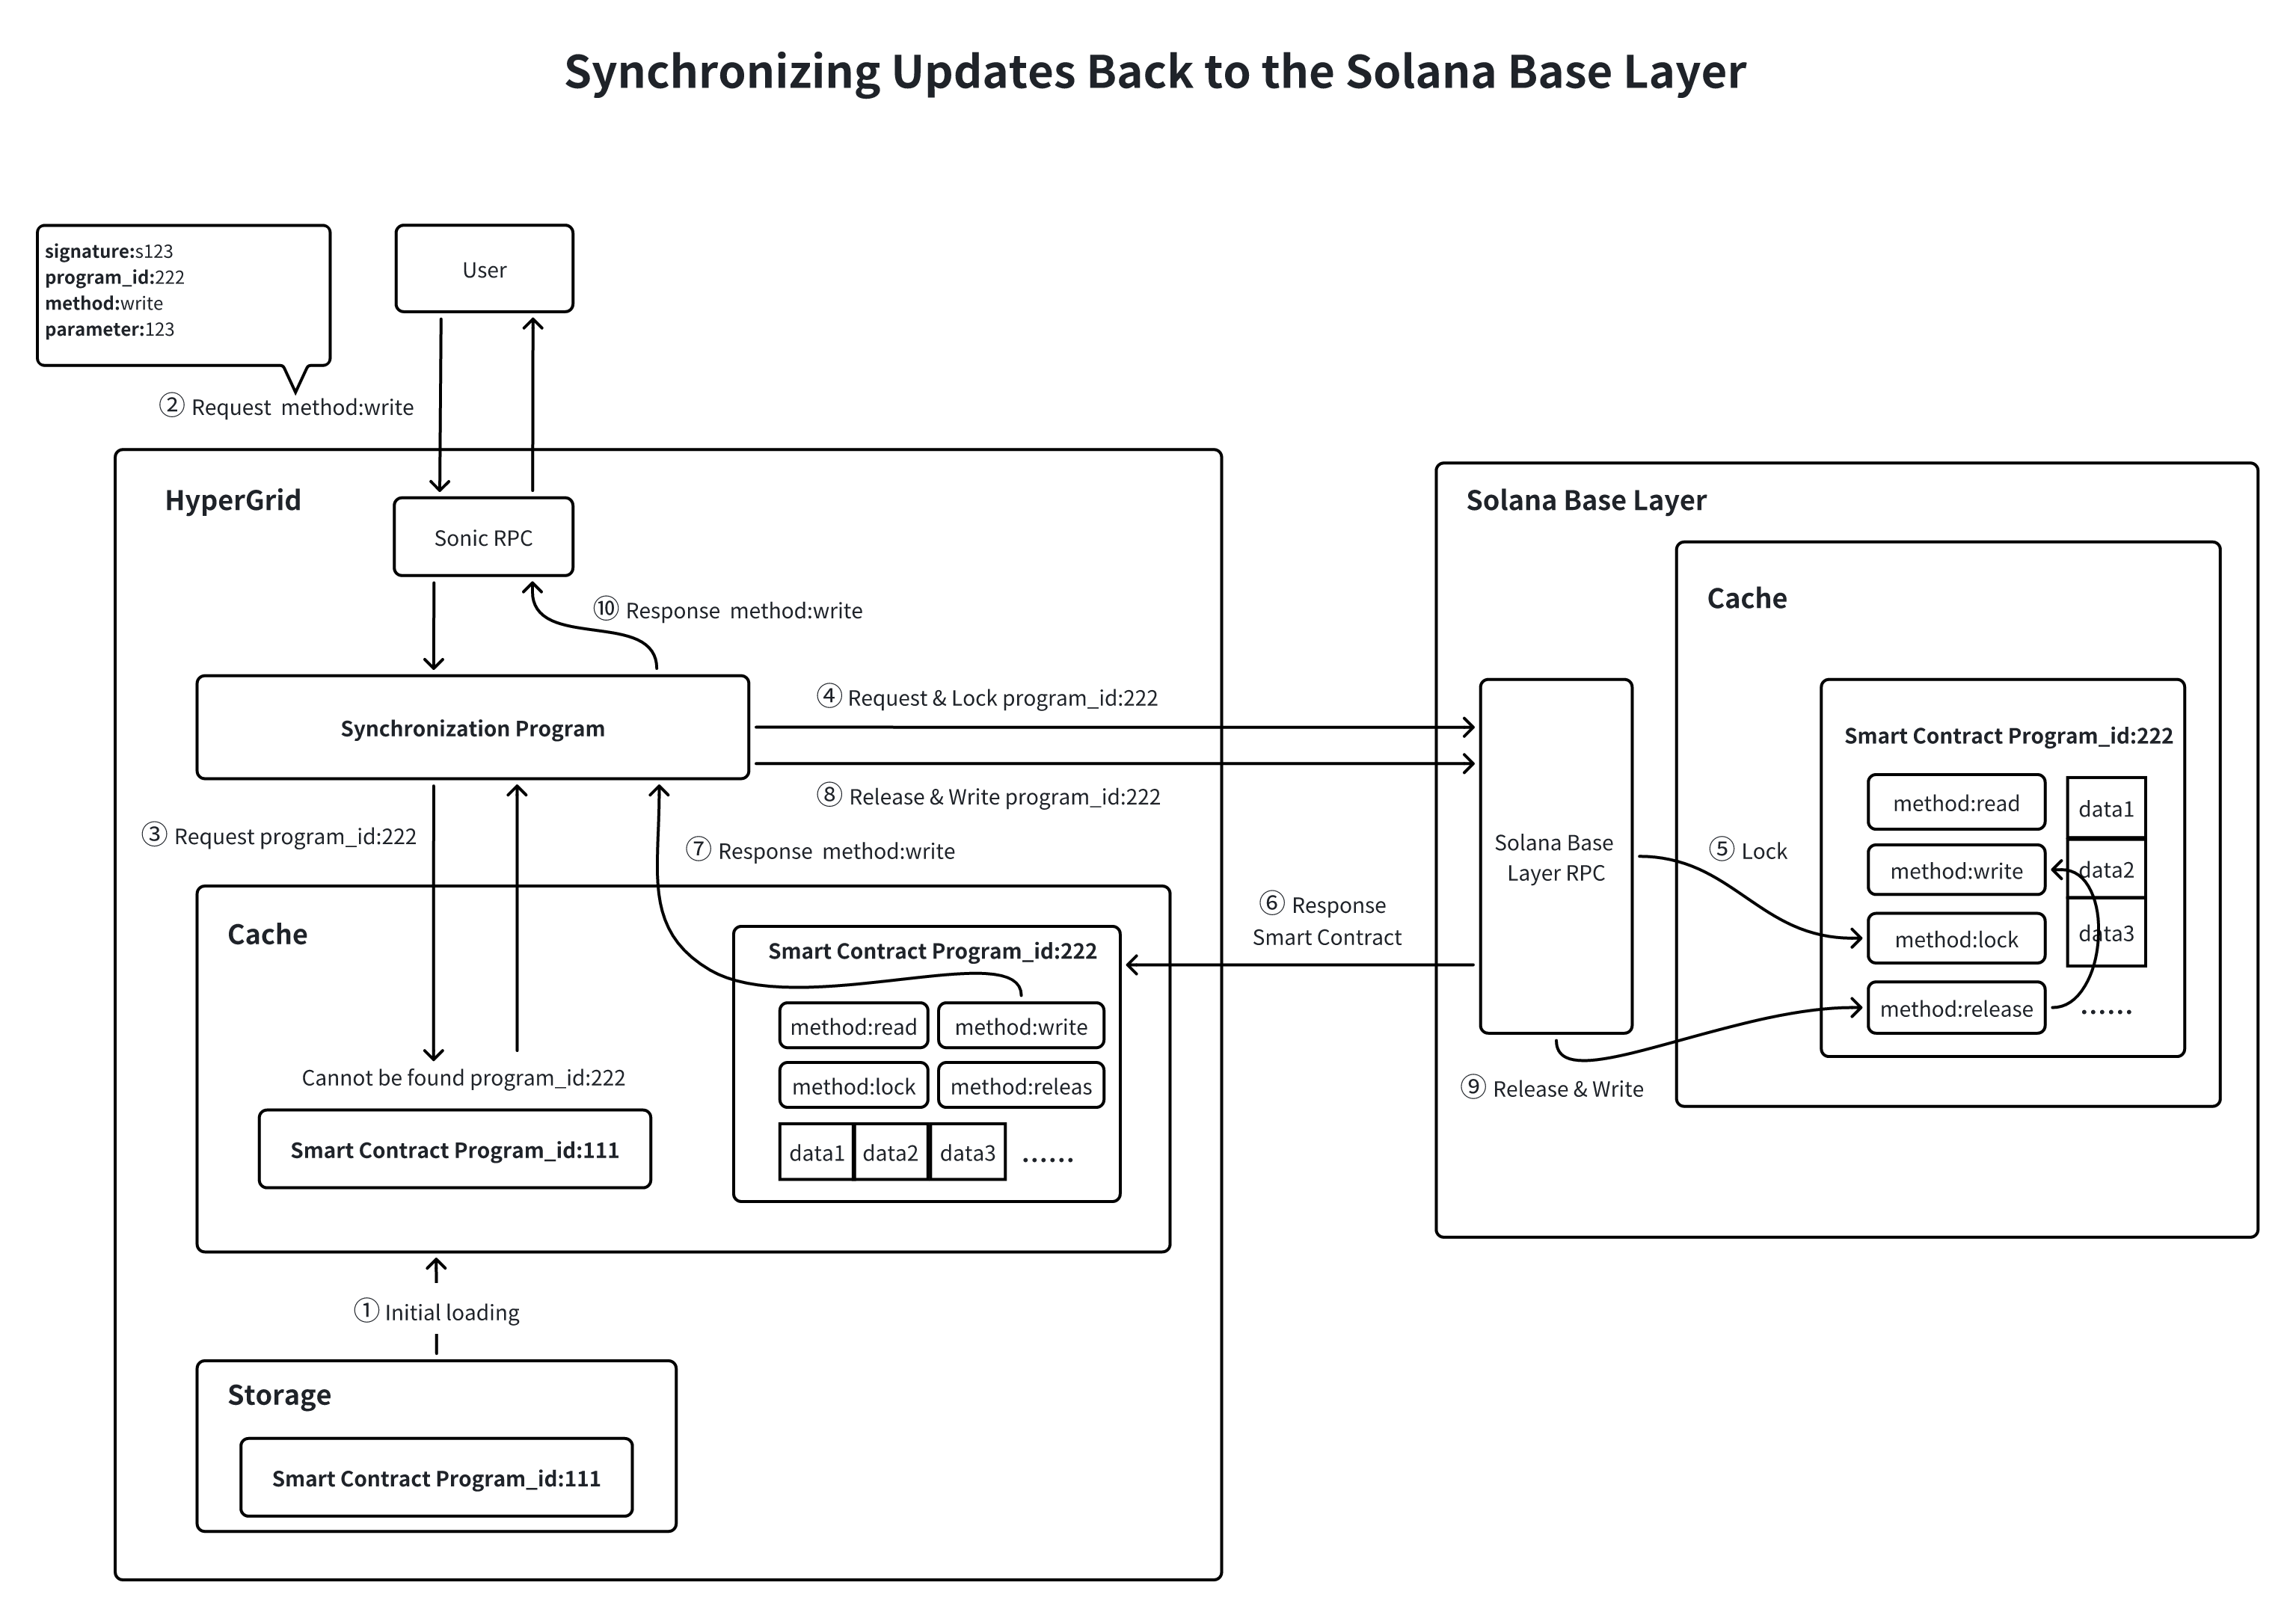 Synchronizing Updates Back to the Solana Base Layer
signature:s123
program_id:222
method:write
parameter:123
User
② Request method:write
HyperGrid
Sonic RPC
⑩ Response method:write
Synchronization Program
④ Request & Lock program_id:222
⑧ Release & Write program_id:222
③ Request program_id:222
⑦ Response method:write
⑥ Response
Smart Contract
Cache
Cannot be found program_id:222
Smart Contract Program_id:111
Smart Contract Program_id:222
method:read
method:write
method:lock
method:releas
data1
data2
data3
......
① Initial loading
Storage
Smart Contract Program_id:111
Solana Base Layer
Cache
Solana Base
Layer RPC
⑤ Lock
⑨ Release & Write
Smart Contract Program_id:222
method:read
method:write
method:lock
method:release
data1
data2
data3
......